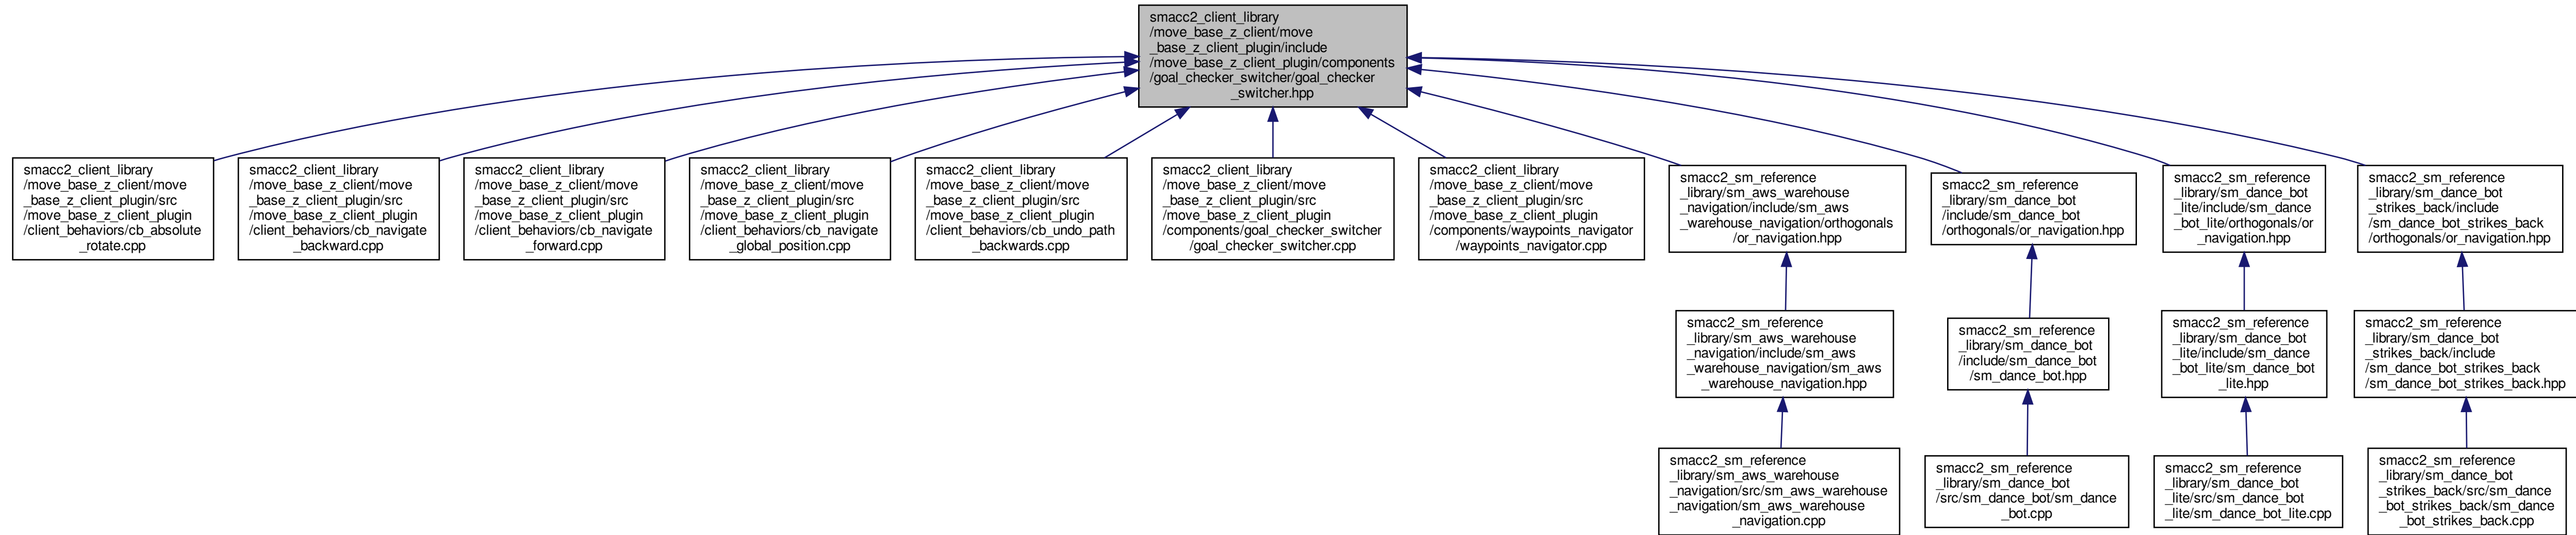 smacc2_client_library
/move_base_z_client/move
_base_z_client_plugin/include
/move_base_z_client_plugin/components
/goal_checker_switcher/goal_checker
_switcher.hpp
smacc2_client_library
/move_base_z_client/move
_base_z_client_plugin/src
/move_base_z_client_plugin
/client_behaviors/cb_absolute
_rotate.cpp
smacc2_client_library
/move_base_z_client/move
_base_z_client_plugin/src
/move_base_z_client_plugin
/client_behaviors/cb_navigate
_backward.cpp
smacc2_client_library
/move_base_z_client/move
_base_z_client_plugin/src
/move_base_z_client_plugin
/client_behaviors/cb_navigate
_forward.cpp
smacc2_client_library
/move_base_z_client/move
_base_z_client_plugin/src
/move_base_z_client_plugin
/client_behaviors/cb_navigate
_global_position.cpp
smacc2_client_library
/move_base_z_client/move
_base_z_client_plugin/src
/move_base_z_client_plugin
/client_behaviors/cb_undo_path
_backwards.cpp
smacc2_client_library
/move_base_z_client/move
_base_z_client_plugin/src
/move_base_z_client_plugin
/components/goal_checker_switcher
/goal_checker_switcher.cpp
smacc2_client_library
/move_base_z_client/move
_base_z_client_plugin/src
/move_base_z_client_plugin
/components/waypoints_navigator
/waypoints_navigator.cpp
smacc2_sm_reference
_library/sm_aws_warehouse
_navigation/include/sm_aws
_warehouse_navigation/orthogonals
/or_navigation.hpp
smacc2_sm_reference
_library/sm_dance_bot
/include/sm_dance_bot
/orthogonals/or_navigation.hpp
smacc2_sm_reference
_library/sm_dance_bot
_lite/include/sm_dance
_bot_lite/orthogonals/or
_navigation.hpp
smacc2_sm_reference
_library/sm_dance_bot
_strikes_back/include
/sm_dance_bot_strikes_back
/orthogonals/or_navigation.hpp
smacc2_sm_reference
_library/sm_aws_warehouse
_navigation/include/sm_aws
_warehouse_navigation/sm_aws
_warehouse_navigation.hpp
smacc2_sm_reference
_library/sm_dance_bot
/include/sm_dance_bot
/sm_dance_bot.hpp
smacc2_sm_reference
_library/sm_dance_bot
_lite/include/sm_dance
_bot_lite/sm_dance_bot
_lite.hpp
smacc2_sm_reference
_library/sm_dance_bot
_strikes_back/include
/sm_dance_bot_strikes_back
/sm_dance_bot_strikes_back.hpp
smacc2_sm_reference
_library/sm_aws_warehouse
_navigation/src/sm_aws_warehouse
_navigation/sm_aws_warehouse
_navigation.cpp
smacc2_sm_reference
_library/sm_dance_bot
/src/sm_dance_bot/sm_dance
_bot.cpp
smacc2_sm_reference
_library/sm_dance_bot
_lite/src/sm_dance_bot
_lite/sm_dance_bot_lite.cpp
smacc2_sm_reference
_library/sm_dance_bot
_strikes_back/src/sm_dance
_bot_strikes_back/sm_dance
_bot_strikes_back.cpp